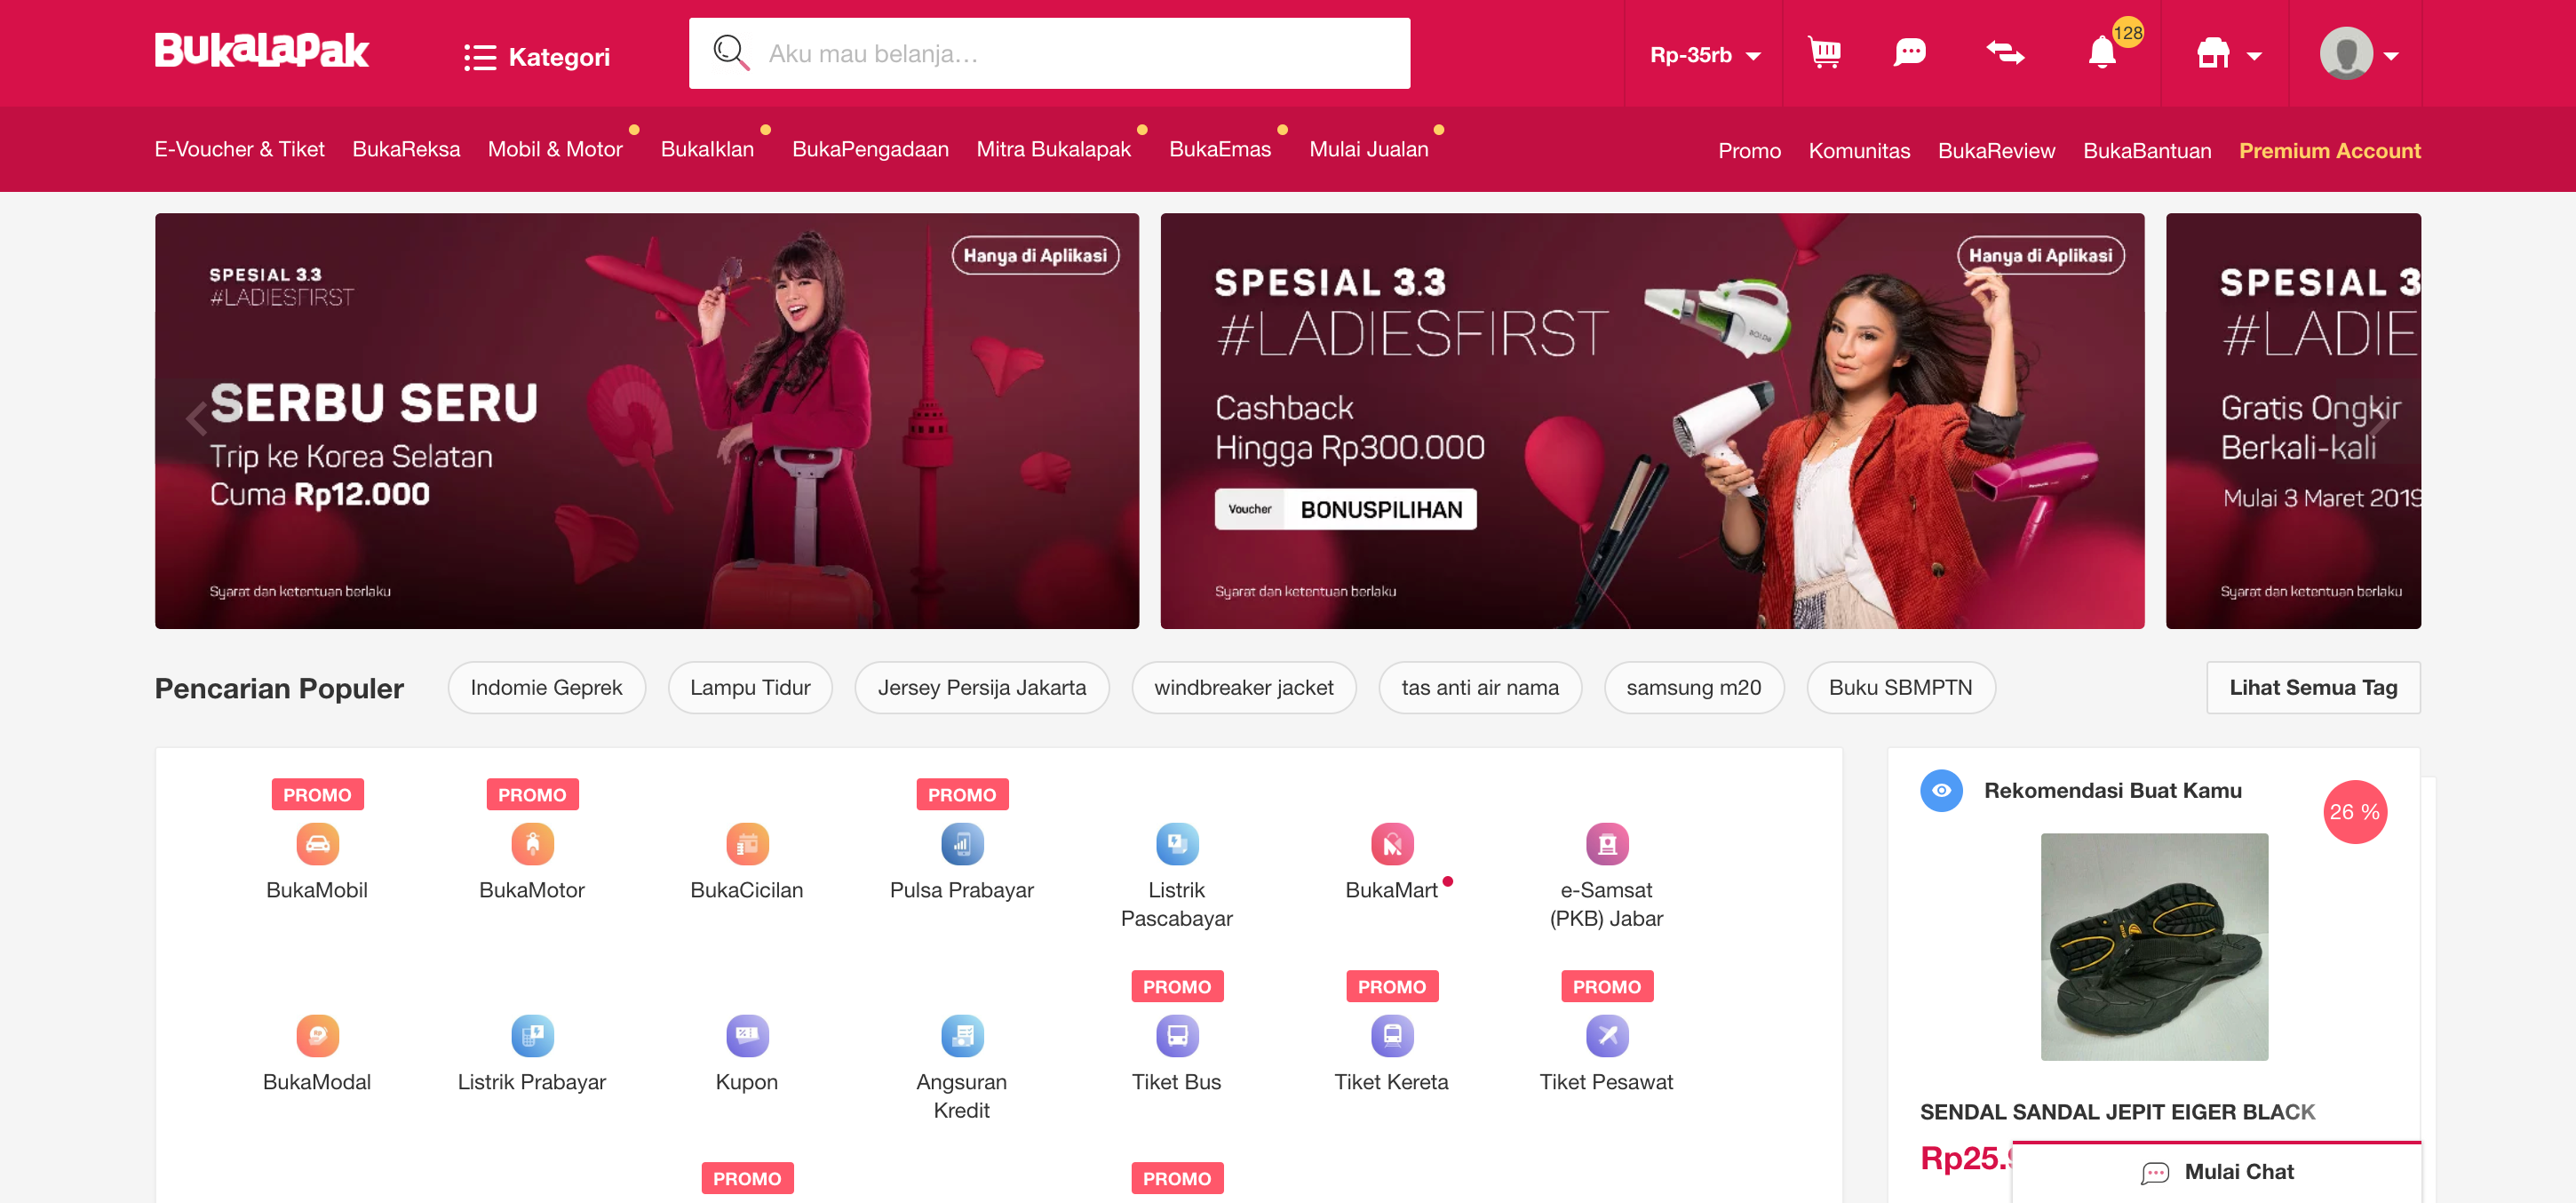 BukaLapak
Kategori
Aku mau belanja...
Rp-35rb
128
E-Voucher & Tiket
BukaReksa
Mobil & Motor
BukaIklan
BukaPengadaan
Mitra Bukalapak
BukaEmas
Mulai Jualan
Promo
Komunitas
BukaReview
BukaBantuan
Premium Account
SPESIAL 3.3
#LADIESFIRST
Hanya di Aplikasi
SERBU SERU
Trip ke Korea Selatan
Cuma Rp12.000
Syarat dan ketentuan berlaku
SPESIAL 3.3
#LADIESFIRST
Hanya di Aplikasi
Cashback
Hingga Rp300.000
Voucher BONUSPILIHAN
Syarat dan ketentuan berlaku
SPESIAL 3
#LADIE
Gratis Ongkir
Berkali-kali
Mulai 3 Maret 2019
Syarat dan ketentuan berlaku
Pencarian Populer
Indomie Geprek
Lampu Tidur
Jersey Persija Jakarta
windbreaker jacket
tas anti air nama
samsung m20
Buku SBMPTN
Lihat Semua Tag
PROMO
BukaMobil
PROMO
BukaMotor
BukaCicilan
PROMO
Pulsa Prabayar
Listrik
Pascabayar
BukaMart
e-Samsat
(PKB) Jabar
BukaModal
Listrik Prabayar
Kupon
Angsuran
Kredit
PROMO
Tiket Bus
PROMO
Tiket Kereta
PROMO
Tiket Pesawat
PROMO
PROMO
Rekomendasi Buat Kamu
26 %
SENDAL SANDAL JEPIT EIGER BLACK
Rp25.9
Mulai Chat